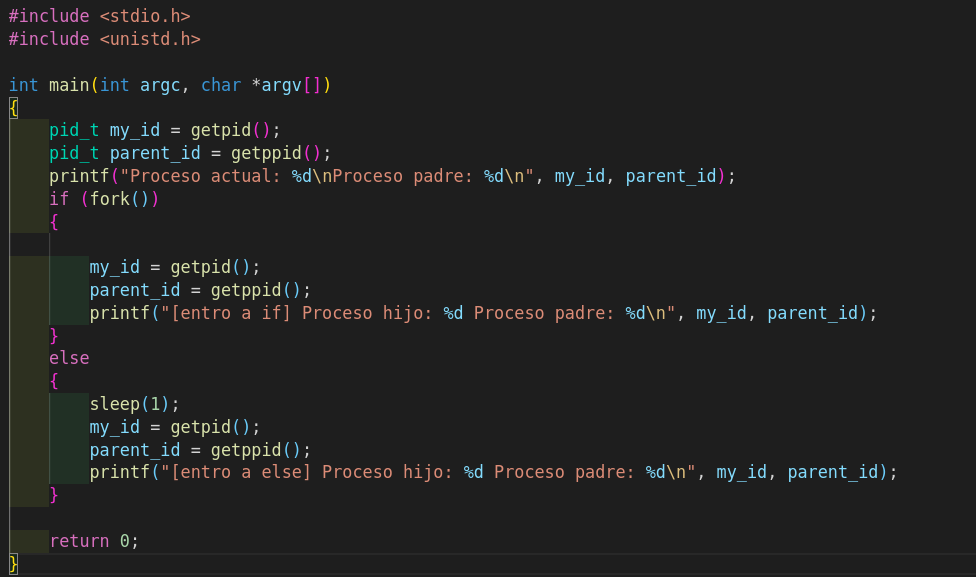 #include <stdio.h>
#include <unistd.h>

int main(int argc, char *argv[])
{
    pid_t my_id = getpid();
    pid_t parent_id = getppid();
    printf("Proceso actual: %d\nProceso padre: %d\n", my_id, parent_id);
    if (fork())
    {

        my_id = getpid();
        parent_id = getppid();
        printf("[entro a if] Proceso hijo: %d Proceso padre: %d\n", my_id, parent_id);
    }
    else
    {
        sleep(1);
        my_id = getpid();
        parent_id = getppid();
        printf("[entro a else] Proceso hijo: %d Proceso padre: %d\n", my_id, parent_id);
    }

    return 0;
}